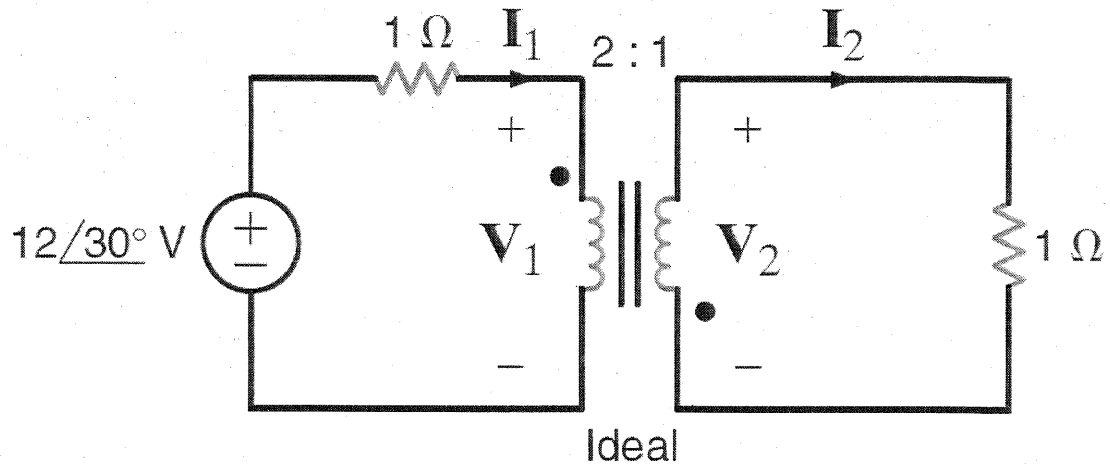 1 Ω
I₁
2 : 1
I₂
+
+
12/30° V
+
−
V₁
V₂
1 Ω
−
−
Ideal